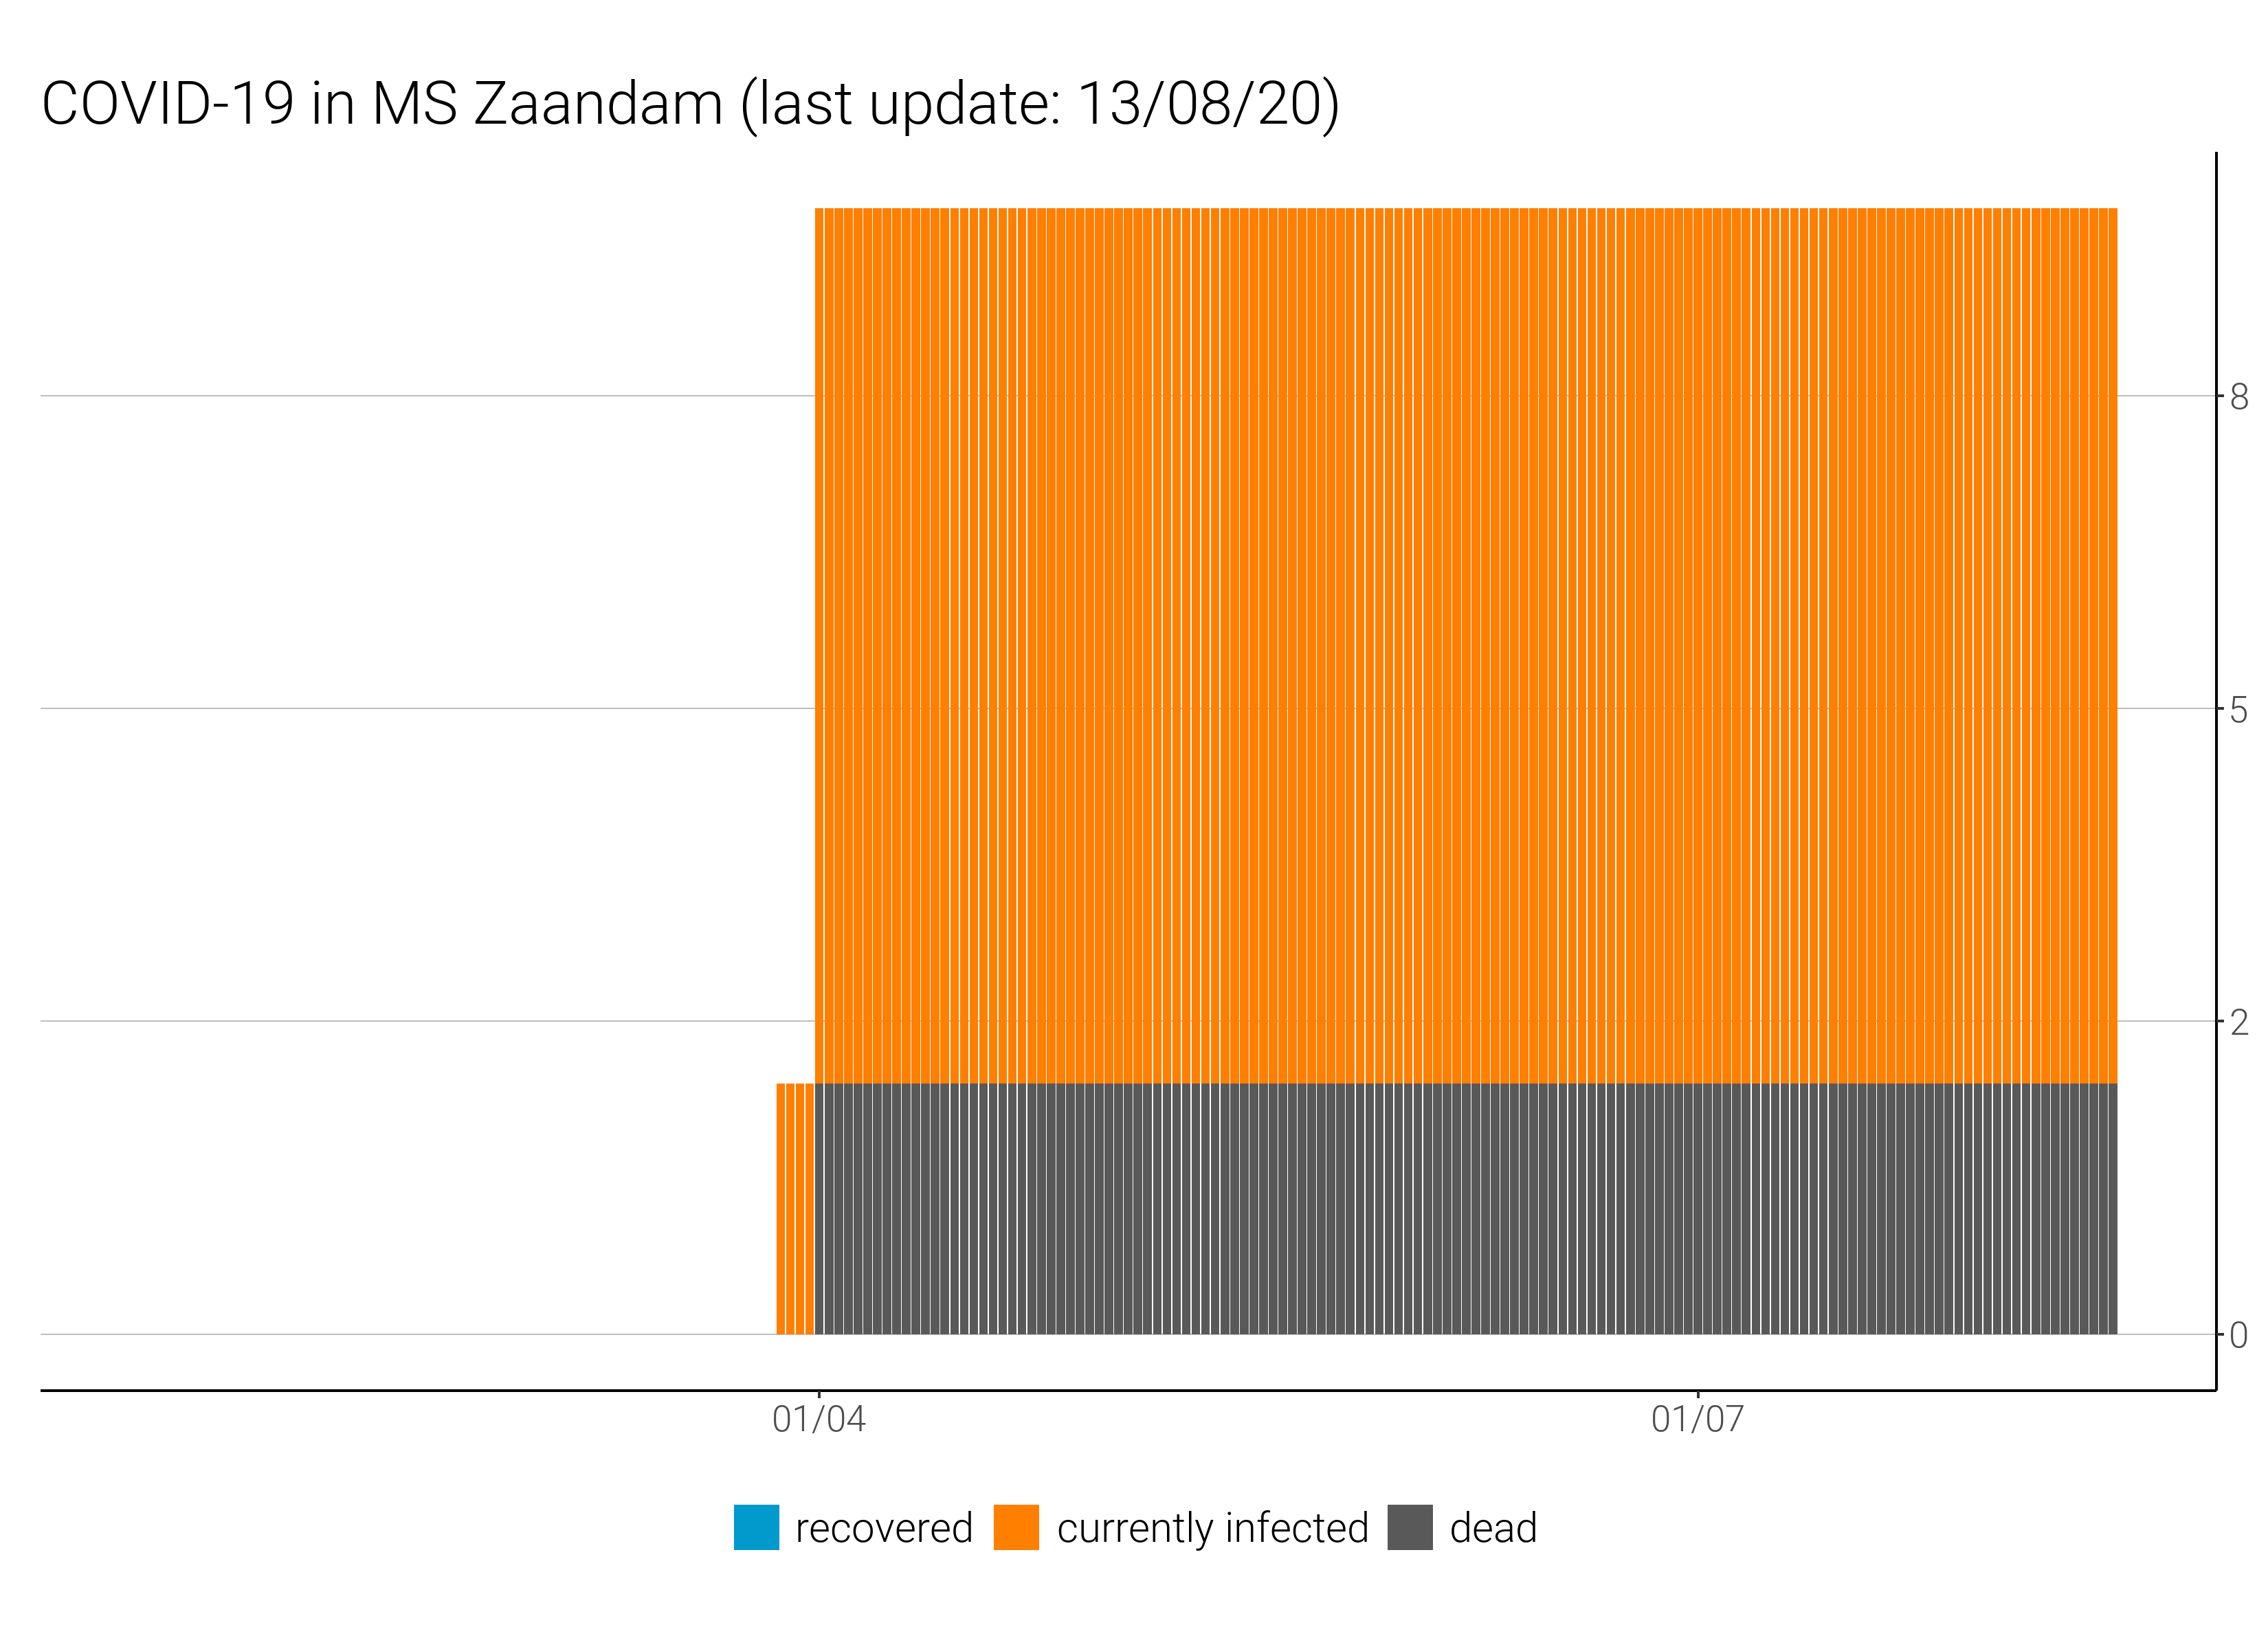 COVID-19 in MS Zaandam (last update: 13/08/20)
8
5
2
0
01/04 01/07
recovered currently infected dead